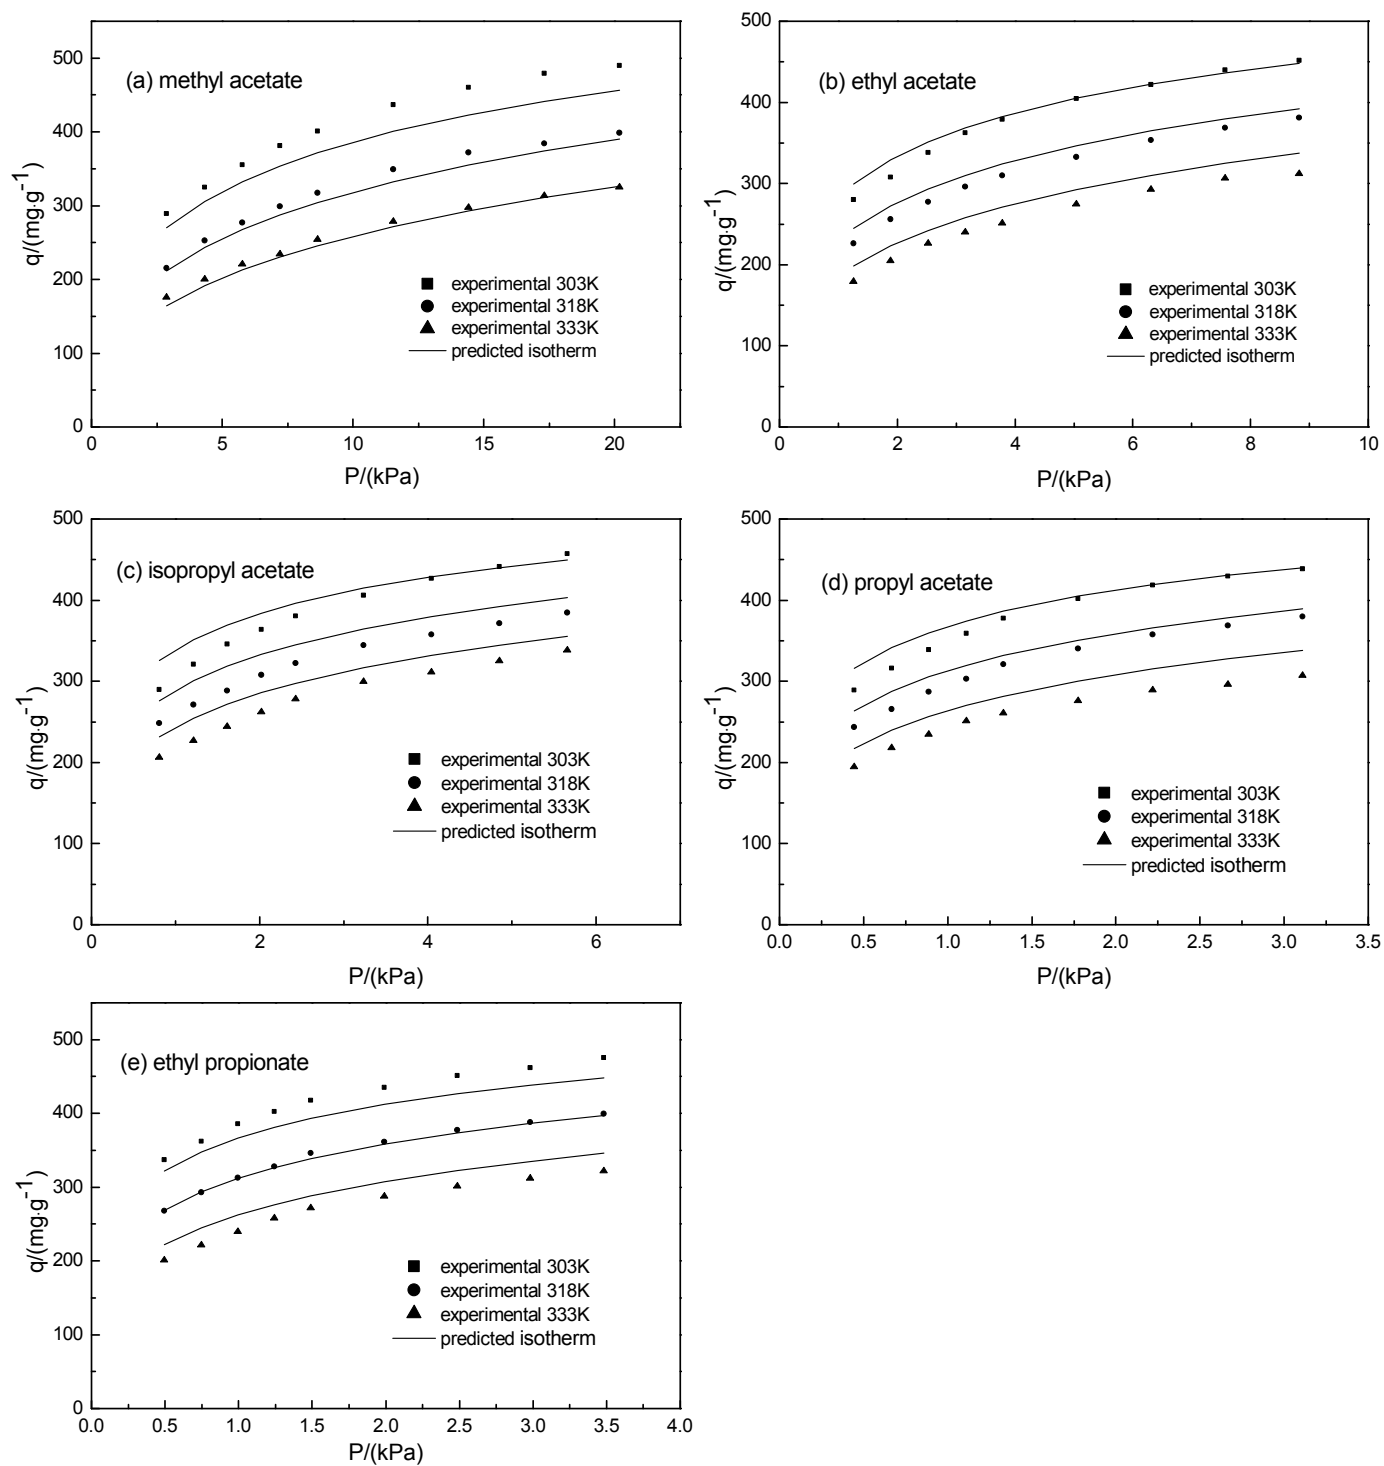 (a) methyl acetate
q/(mg·g⁻¹)
500
400
300
200
100
0
experimental 303K
experimental 318K
experimental 333K
predicted isotherm
0 5 10 15 20
P/(kPa)
(b) ethyl acetate
q/(mg·g⁻¹)
500
400
300
200
100
0
experimental 303K
experimental 318K
experimental 333K
predicted isotherm
0 2 4 6 8 10
P/(kPa)
(c) isopropyl acetate
q/(mg·g⁻¹)
500
400
300
200
100
0
experimental 303K
experimental 318K
experimental 333K
predicted isotherm
0 2 4 6
P/(kPa)
(d) propyl acetate
q/(mg·g⁻¹)
500
400
300
200
100
0
experimental 303K
experimental 318K
experimental 333K
predicted isotherm
0.0 0.5 1.0 1.5 2.0 2.5 3.0 3.5
P/(kPa)
(e) ethyl propionate
q/(mg·g⁻¹)
500
400
300
200
100
0
experimental 303K
experimental 318K
experimental 333K
predicted isotherm
0.0 0.5 1.0 1.5 2.0 2.5 3.0 3.5 4.0
P/(kPa)